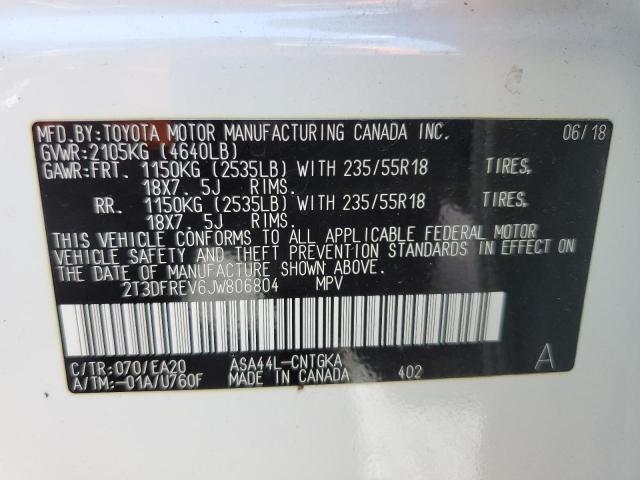 MFD.BY:TOYOTA MOTOR MANUFACTURING CANADA INC. 06/18
GVWR:2105KG (4640LB)
GAWR:FRT. 1150KG (2535LB) WITH 235/55R18 TIRES,
18X7. 5J RIMS.
RR. 1150KG (2535LB) WITH 235/55R18 TIRES,
18X7. 5J RIMS.
THIS VEHICLE CONFORMS TO ALL APPLICABLE FEDERAL MOTOR
VEHICLE SAFETY AND THEFT PREVENTION STANDARDS IN EFFECT ON
THE DATE OF MANUFACTURE SHOWN ABOVE.
2T3DFREV6JW806804 MPV
C/TR:070/EA20 ASA44L-CNTGKA A
A/TM:-01A/U760F MADE IN CANADA 402